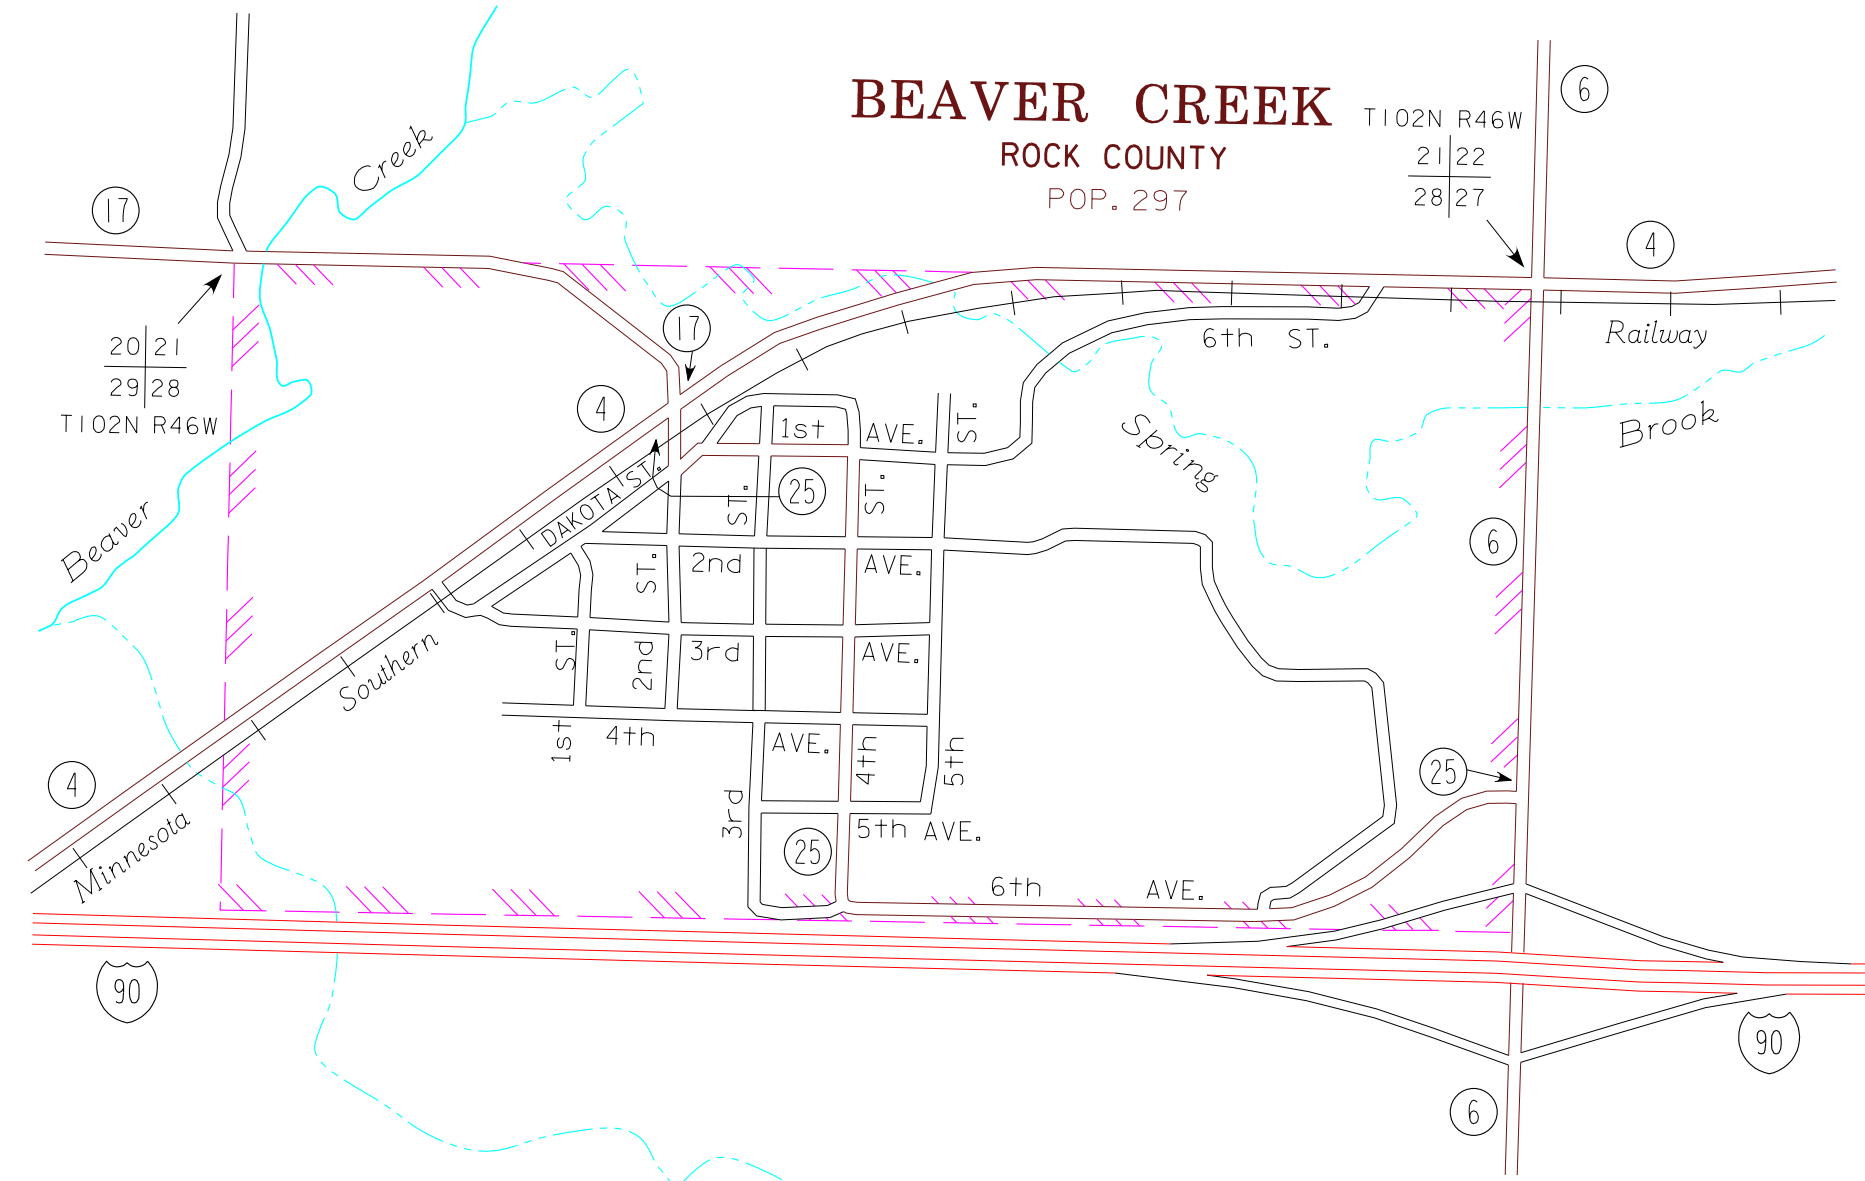 BEAVER CREEK
ROCK COUNTY
POP. 297
T102N R46W
21 22
28 27
6
Creek
17
4
17
6th ST.
Railway
20 21
29 28
T102N R46W
4
1st AVE.
ST.
Spring
Brook
DAKOTA ST.
25
ST.
ST.
Beaver
6
2nd AVE.
ST.
3rd AVE.
2nd
ST.
Southern
4th AVE.
1st
4th
5th
4
25
3rd
Minnesota
5th AVE.
25
6th AVE.
90
90
6